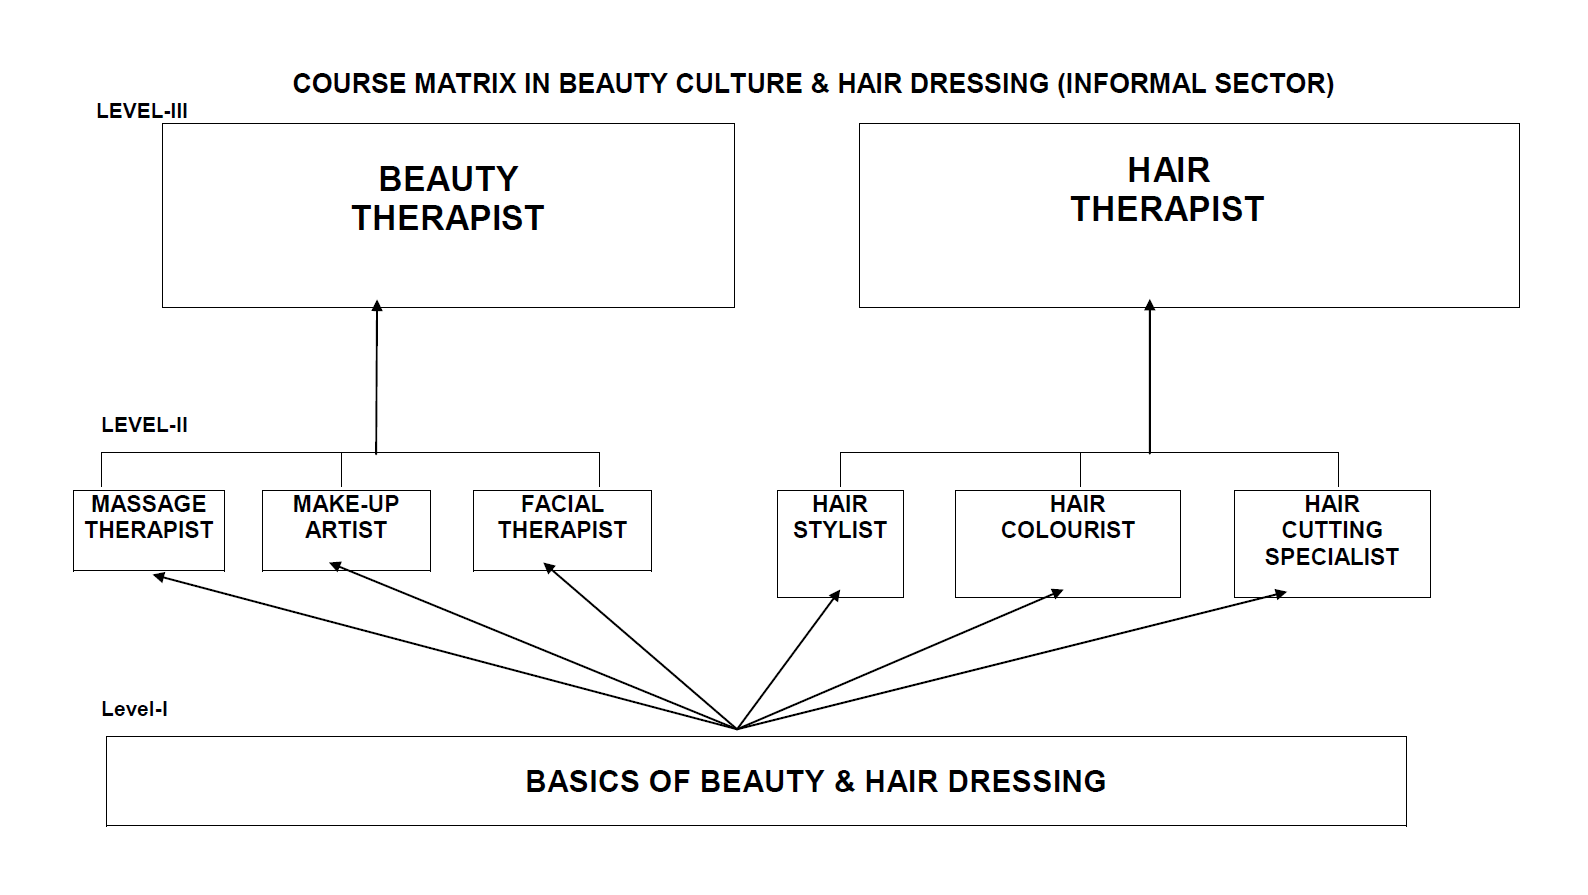 COURSE MATRIX IN BEAUTY CULTURE & HAIR DRESSING (INFORMAL SECTOR)
LEVEL-III
BEAUTY
THERAPIST
HAIR
THERAPIST
LEVEL-II
MASSAGE
THERAPIST
MAKE-UP
ARTIST
FACIAL
THERAPIST
HAIR
STYLIST
HAIR
COLOURIST
HAIR
CUTTING
SPECIALIST
Level-I
BASICS OF BEAUTY & HAIR DRESSING